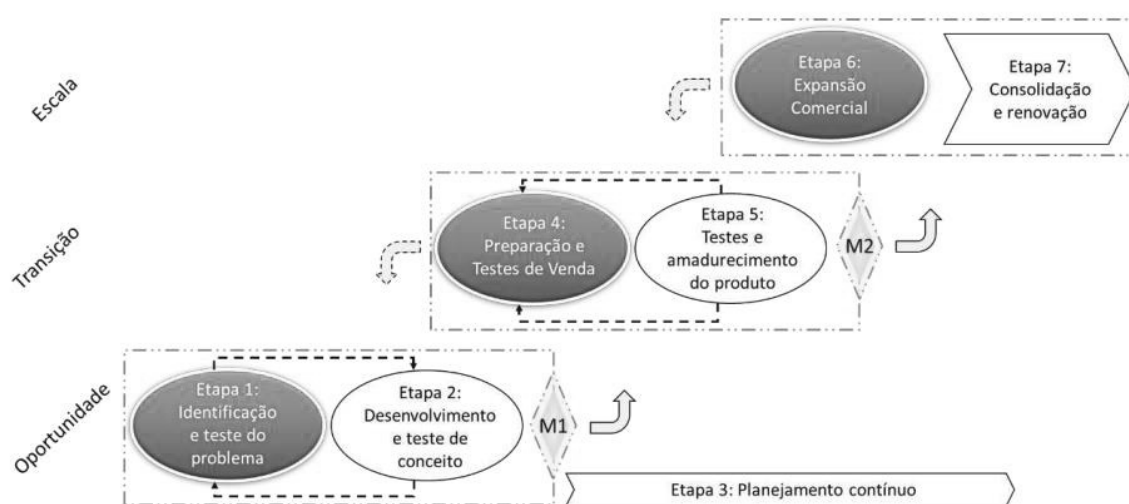 Escala
Etapa 6:
Expansão
Comercial
Etapa 7:
Consolidação
e renovação
Transição
Etapa 4:
Preparação e
Testes de Venda
Etapa 5:
Testes e
amadurecimento
do produto
M2
Oportunidade
Etapa 1:
Identificação
e teste do
problema
Etapa 2:
Desenvolvimento
e teste de
conceito
M1
Etapa 3: Planejamento contínuo